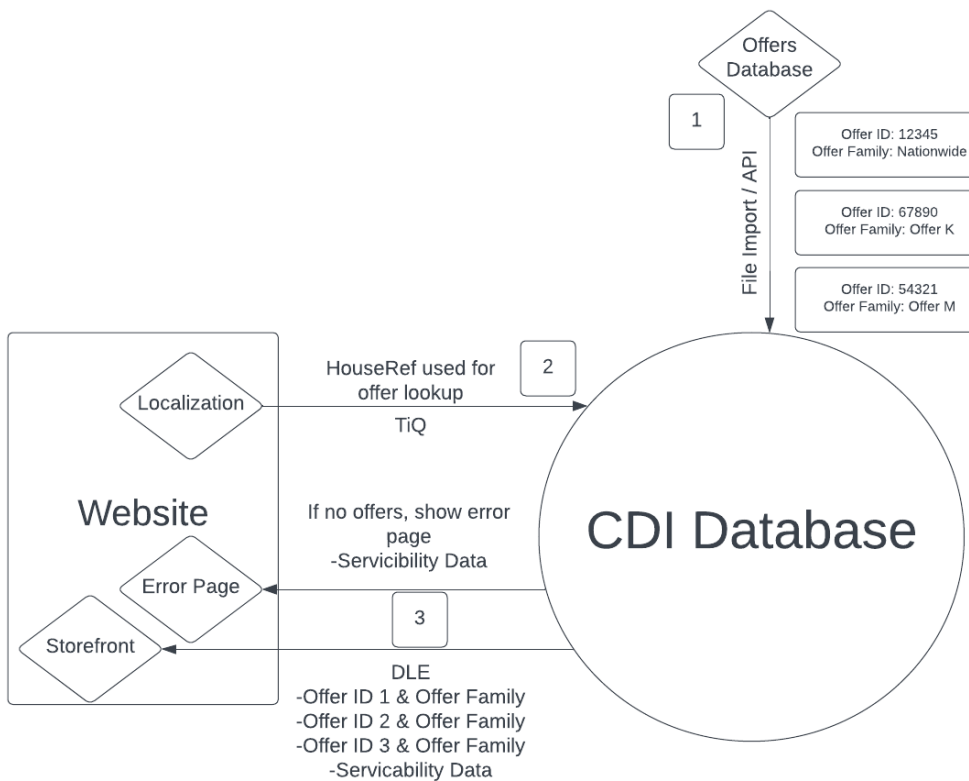 Offers
Database
1
File Import / API
Offer ID: 12345
Offer Family: Nationwide
Offer ID: 67890
Offer Family: Offer K
Offer ID: 54321
Offer Family: Offer M
Localization
HouseRef used for
offer lookup
TiQ
2
Website
CDI Database
If no offers, show error
page
-Servicibility Data
Error Page
3
Storefront
DLE
-Offer ID 1 & Offer Family
-Offer ID 2 & Offer Family
-Offer ID 3 & Offer Family
-Servicability Data